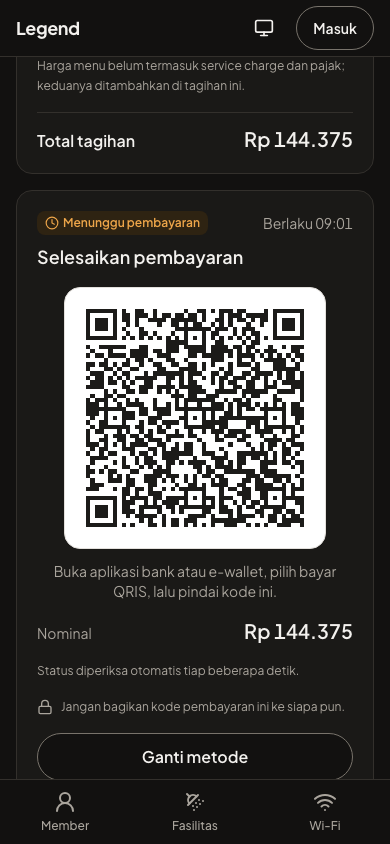 Legend
Masuk
Harga menu belum termasuk service charge dan pajak;
keduanya ditambahkan di tagihan ini.
Total tagihan
Rp 144.375
Menunggu pembayaran
Berlaku 09:01
Selesaikan pembayaran
Buka aplikasi bank atau e-wallet, pilih bayar
QRIS, lalu pindai kode ini.
Nominal
Rp 144.375
Status diperiksa otomatis tiap beberapa detik.
Jangan bagikan kode pembayaran ini ke siapa pun.
Ganti metode
Member
Fasilitas
Wi-Fi